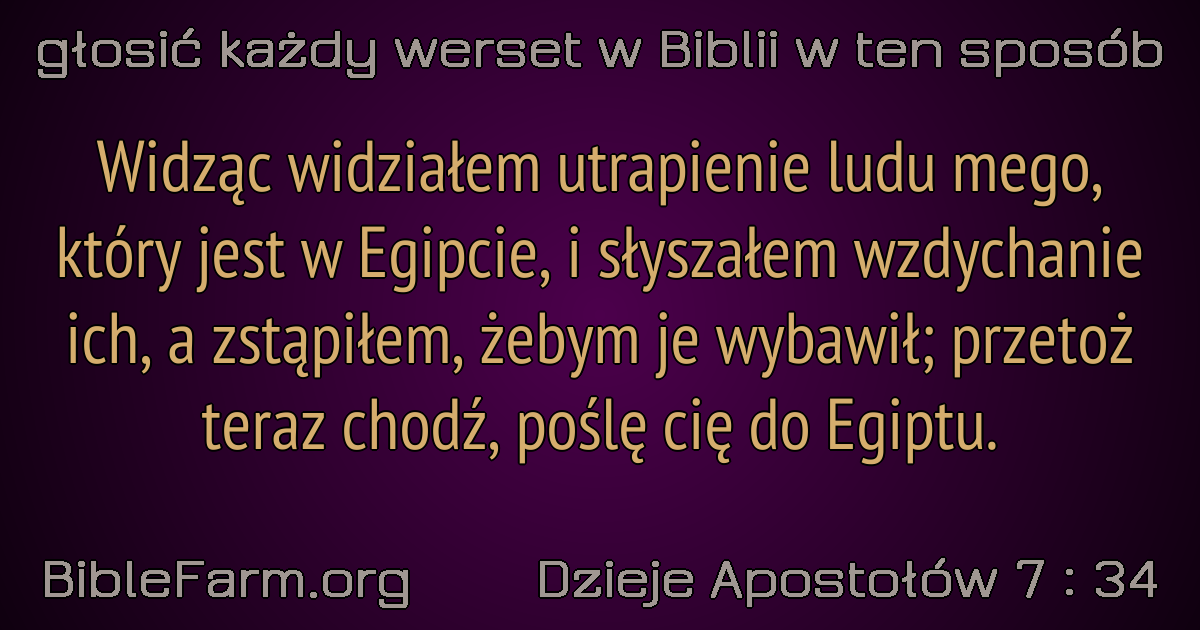 głosić każdy werset w Biblii w ten sposób
Widząc widziałem utrapienie ludu mego,
który jest w Egipcie, i słyszałem wzdychanie
ich, a zstąpiłem, żebym je wybawił; przetoż
teraz chodź, poślę cię do Egiptu.
BibleFarm.org Dzieje Apostołów 7 : 34